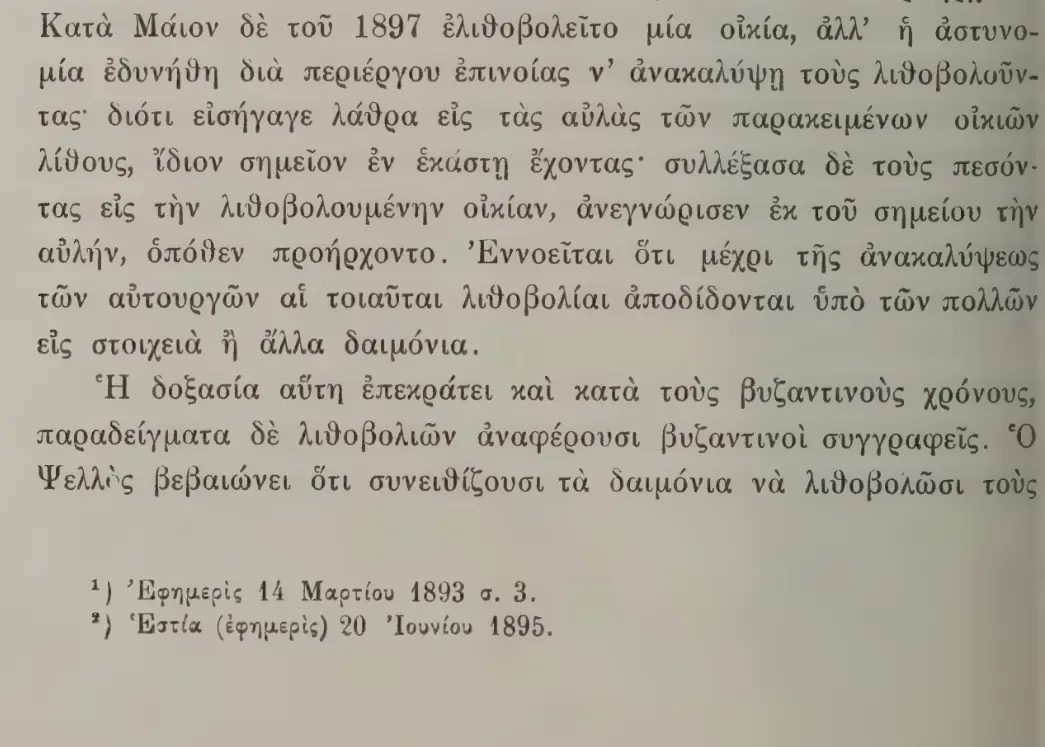 Κατὰ Μάιον δὲ τοῦ 1897 ἐλιθοβολεῖτο μία οἰκία, ἀλλ’ ἡ ἀστυνο-
μία ἐδυνήθη διὰ περιέργου ἐπινοίας ν’ ἀνακαλύψῃ τοὺς λιθοβολοῦν-
τας· διότι εἰσήγαγε λάθρα εἰς τὰς αὐλὰς τῶν παρακειμένων οἰκιῶν
λίθους, ἴδιον σημεῖον ἐν ἑκάστῃ ἔχοντας· συλλέξασα δὲ τοὺς πεσόν-
τας εἰς τὴν λιθοβολουμένην οἰκίαν, ἀνεγνώρισεν ἐκ τοῦ σημείου τὴν
αὐλήν, ὁπόθεν προήρχοντο. Ἐννοεῖται ὅτι μέχρι τῆς ἀνακαλύψεως
τῶν αὐτουργῶν αἱ τοιαῦται λιθοβολίαι ἀποδίδονται ὑπὸ τῶν πολλῶν
εἰς στοιχειὰ ἢ ἄλλα δαιμόνια.
Ἡ δοξασία αὕτη ἐπεκράτει καὶ κατὰ τοὺς βυζαντινοὺς χρόνους,
παραδείγματα δὲ λιθοβολιῶν ἀναφέρουσι βυζαντινοὶ συγγραφεῖς. Ὁ
Ψελλὸς βεβαιώνει ὅτι συνειθίζουσι τὰ δαιμόνια νὰ λιθοβολῶσι τοὺς
¹) Ἐφημερὶς 14 Μαρτίου 1893 σ. 3.
²) Ἑστία (ἐφημερὶς) 20 Ἰουνίου 1895.